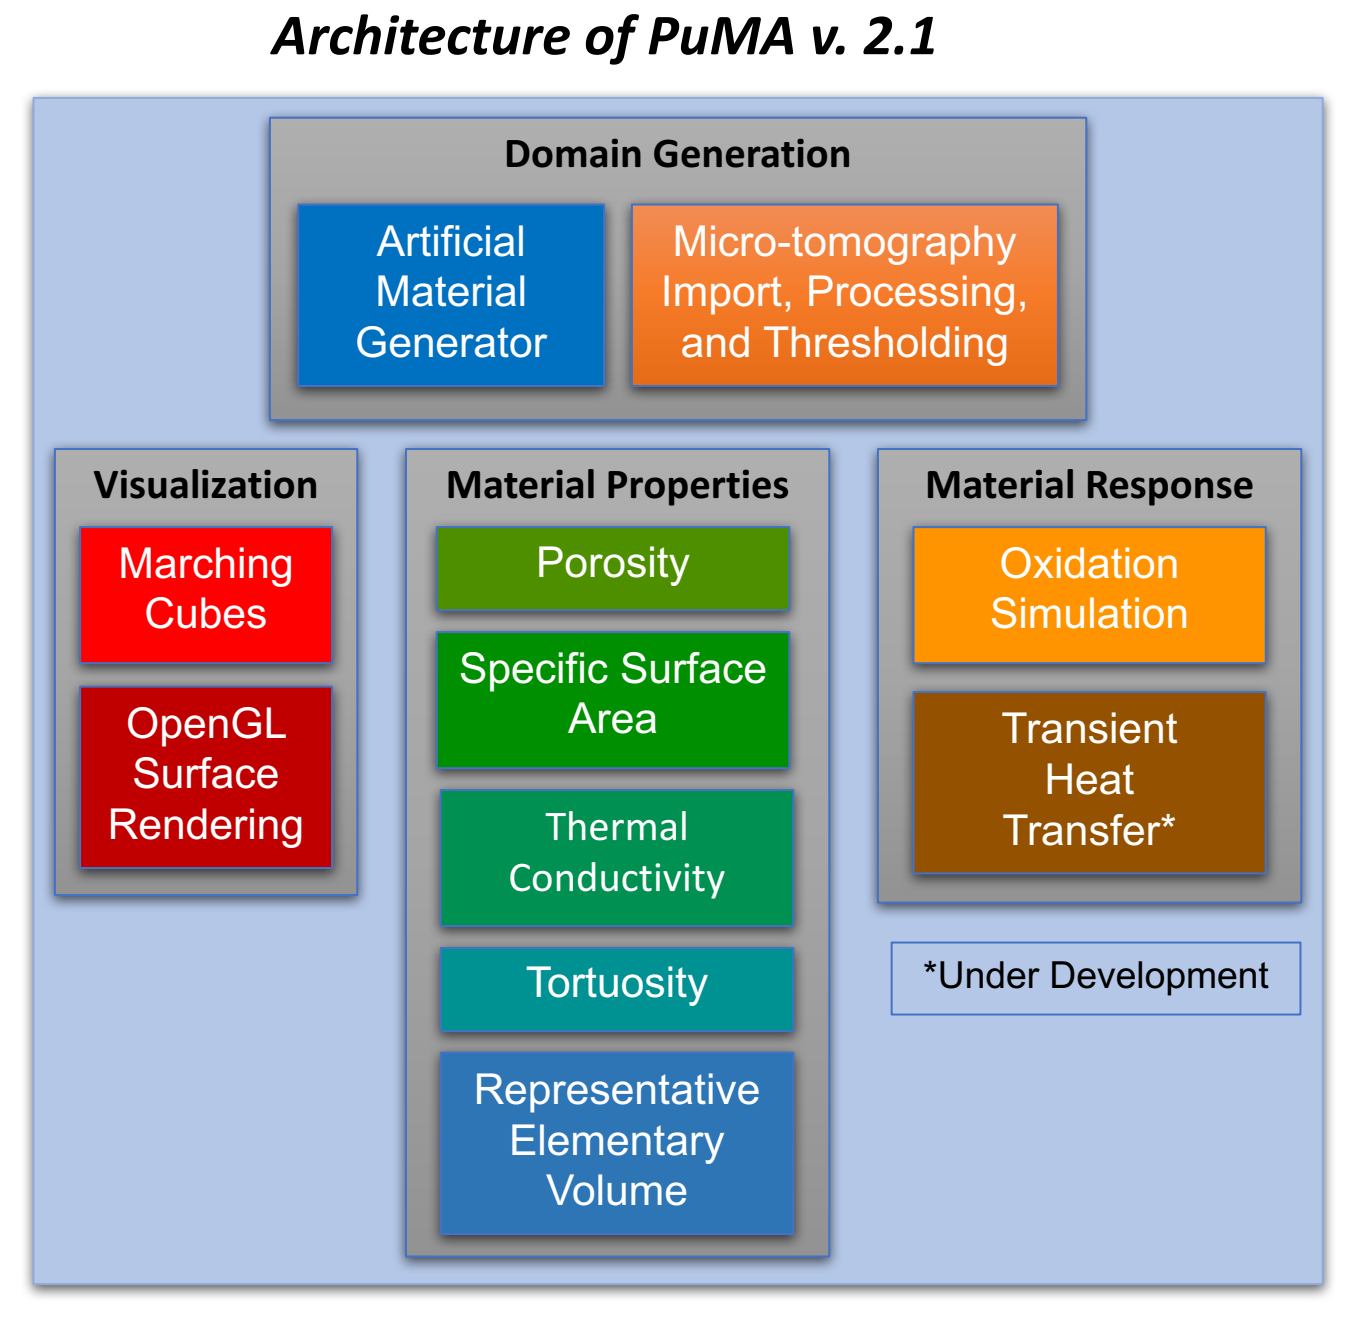 Architecture of PuMA v. 2.1
Domain Generation
Artificial
Material
Generator
Micro-tomography
Import, Processing,
and Thresholding
Visualization
Marching
Cubes
OpenGL
Surface
Rendering
Material Properties
Porosity
Specific Surface
Area
Thermal
Conductivity
Tortuosity
Representative
Elementary
Volume
Material Response
Oxidation
Simulation
Transient
Heat
Transfer*
*Under Development